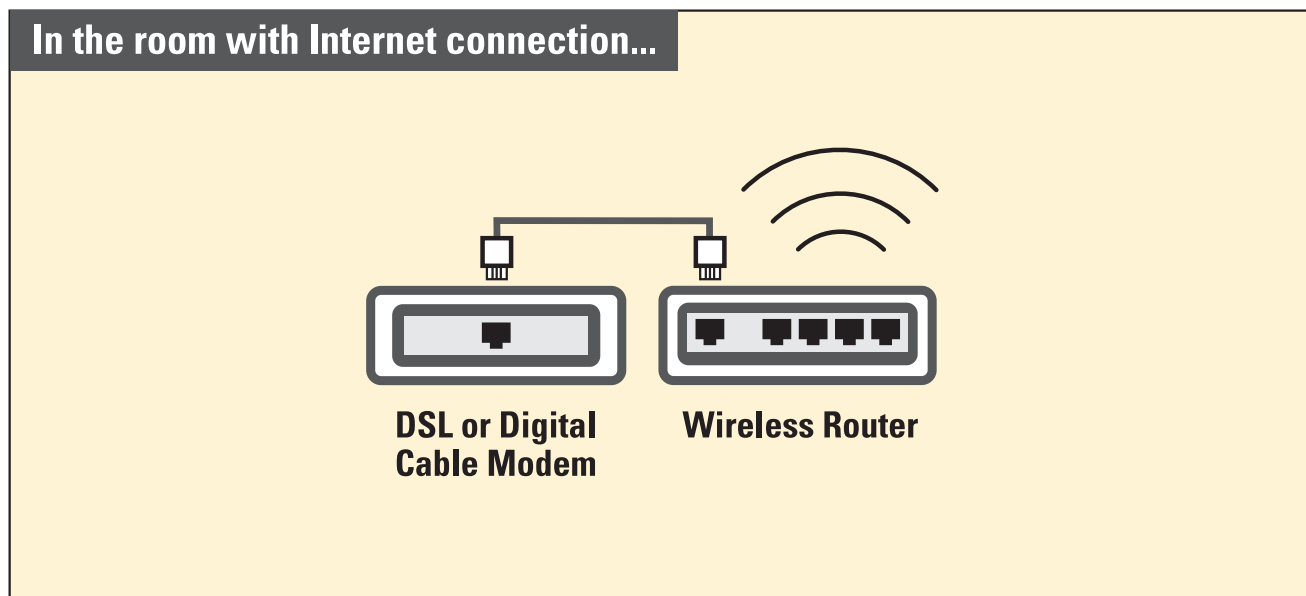 In the room with Internet connection...
DSL or Digital
Cable Modem
Wireless Router